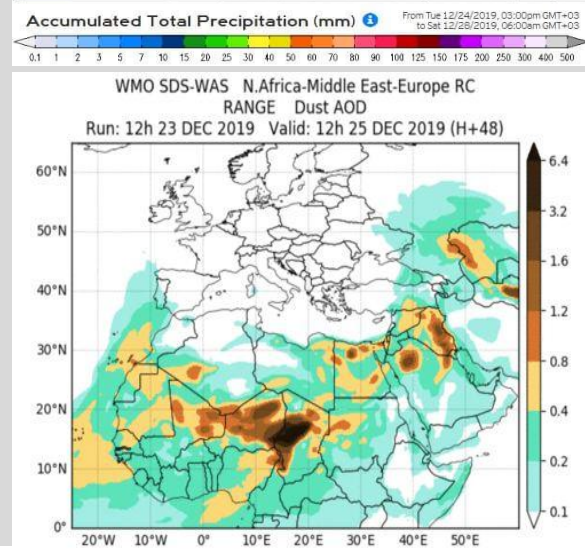 Accumulated Total Precipitation (mm) i
From Tue 12/24/2019, 03:00pm GMT+03
to Sat 12/28/2019, 06:00am GMT+03
0.1 1 2 3 5 7 10 15 20 25 30 40 50 60 70 80 90 100 125 150 175 200 250 300 400 500
WMO SDS-WAS N.Africa-Middle East-Europe RC
RANGE Dust AOD
Run: 12h 23 DEC 2019 Valid: 12h 25 DEC 2019 (H+48)
60°N
50°N
40°N
30°N
20°N
10°N
0°
20°W 10°W 0° 10°E 20°E 30°E 40°E 50°E
6.4
3.2
1.6
1.2
0.8
0.4
0.2
0.1